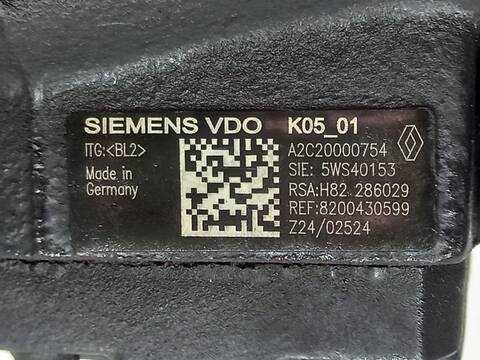 SIEMENS VDO K05_01
ITG:<BL2> A2C20000754
Made in SIE: 5WS40153
Germany RSA:H82 286029
REF:8200430599
Z24/02524